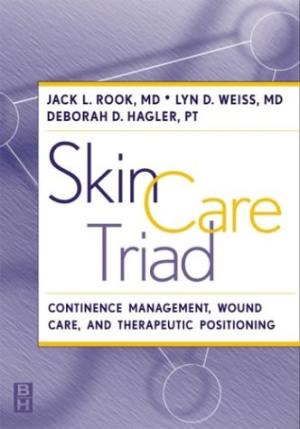 JACK L. ROOK, MD • LYN D. WEISS, MD
DEBORAH D. HAGLER, PT
Skin
Care
Triad
CONTINENCE MANAGEMENT, WOUND
CARE, AND THERAPEUTIC POSITIONING
B
H